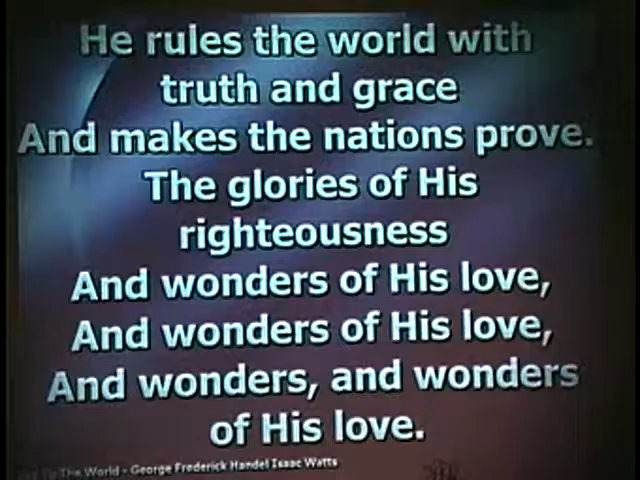 He rules the world with
truth and grace
And makes the nations prove.
The glories of His
righteousness
And wonders of His love,
And wonders of His love,
And wonders, and wonders
of His love.
To The World - George Frederick Handel Isaac Watts